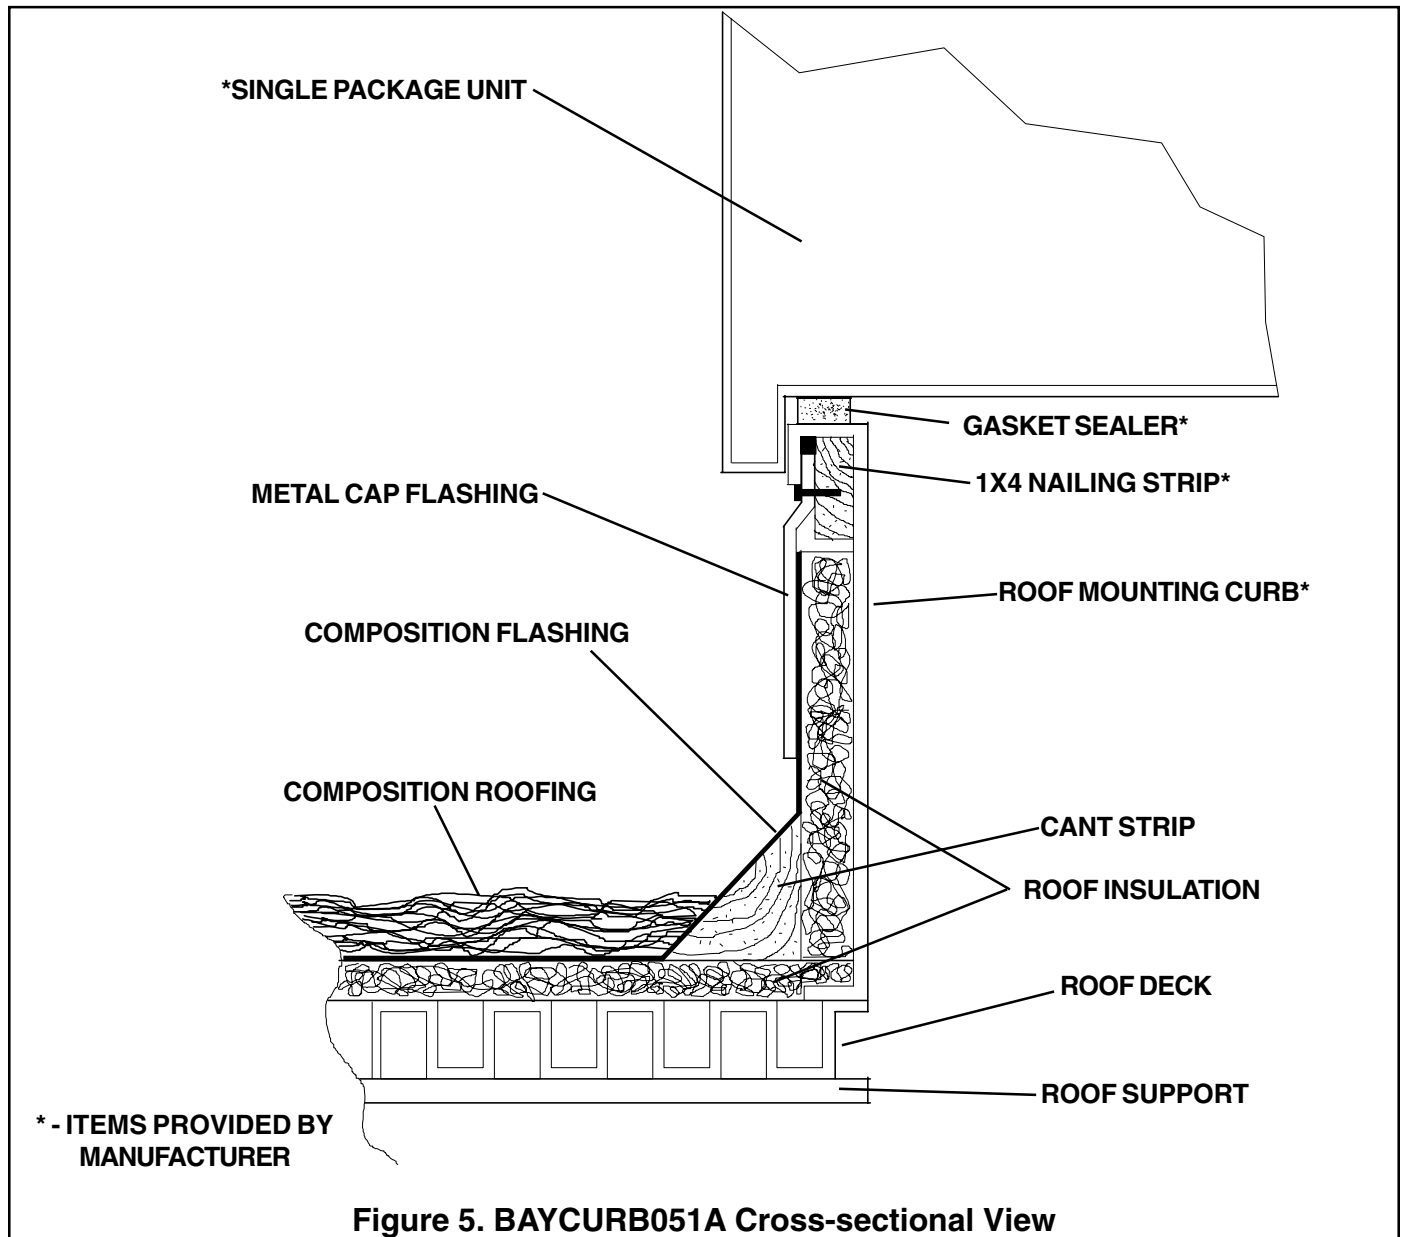 *SINGLE PACKAGE UNIT
GASKET SEALER*
1X4 NAILING STRIP*
METAL CAP FLASHING
ROOF MOUNTING CURB*
COMPOSITION FLASHING
COMPOSITION ROOFING
CANT STRIP
ROOF INSULATION
ROOF DECK
ROOF SUPPORT
* - ITEMS PROVIDED BY
MANUFACTURER
Figure 5. BAYCURB051A Cross-sectional View